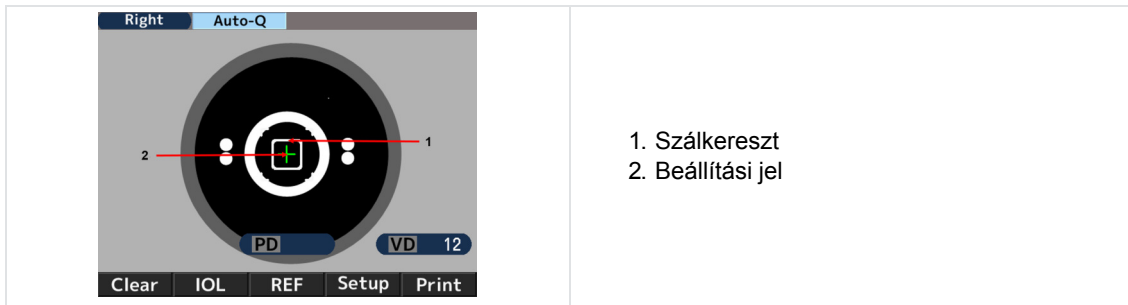 Right Auto-Q
1
2
PD VD 12
Clear IOL REF Setup Print
1. Szálkereszt
2. Beállítási jel